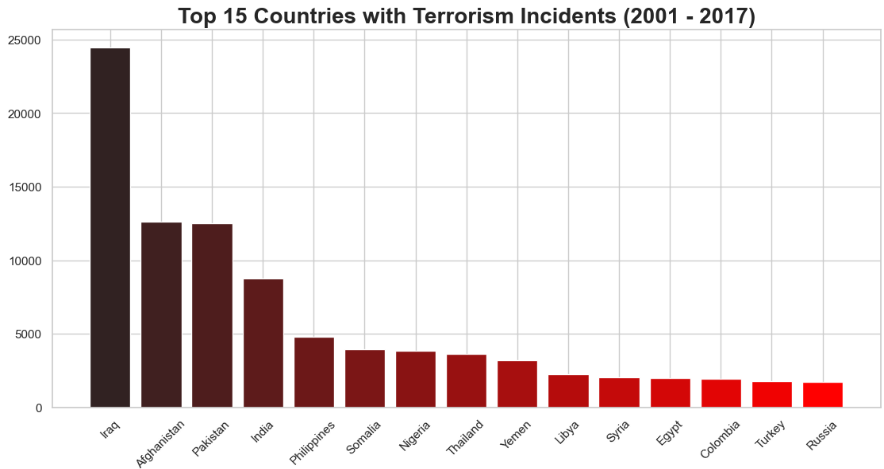 Top 15 Countries with Terrorism Incidents (2001 - 2017)
25000
20000
15000
10000
5000
0
Iraq
Afghanistan
Pakistan
India
Philippines
Somalia
Nigeria
Thailand
Yemen
Libya
Syria
Egypt
Colombia
Turkey
Russia